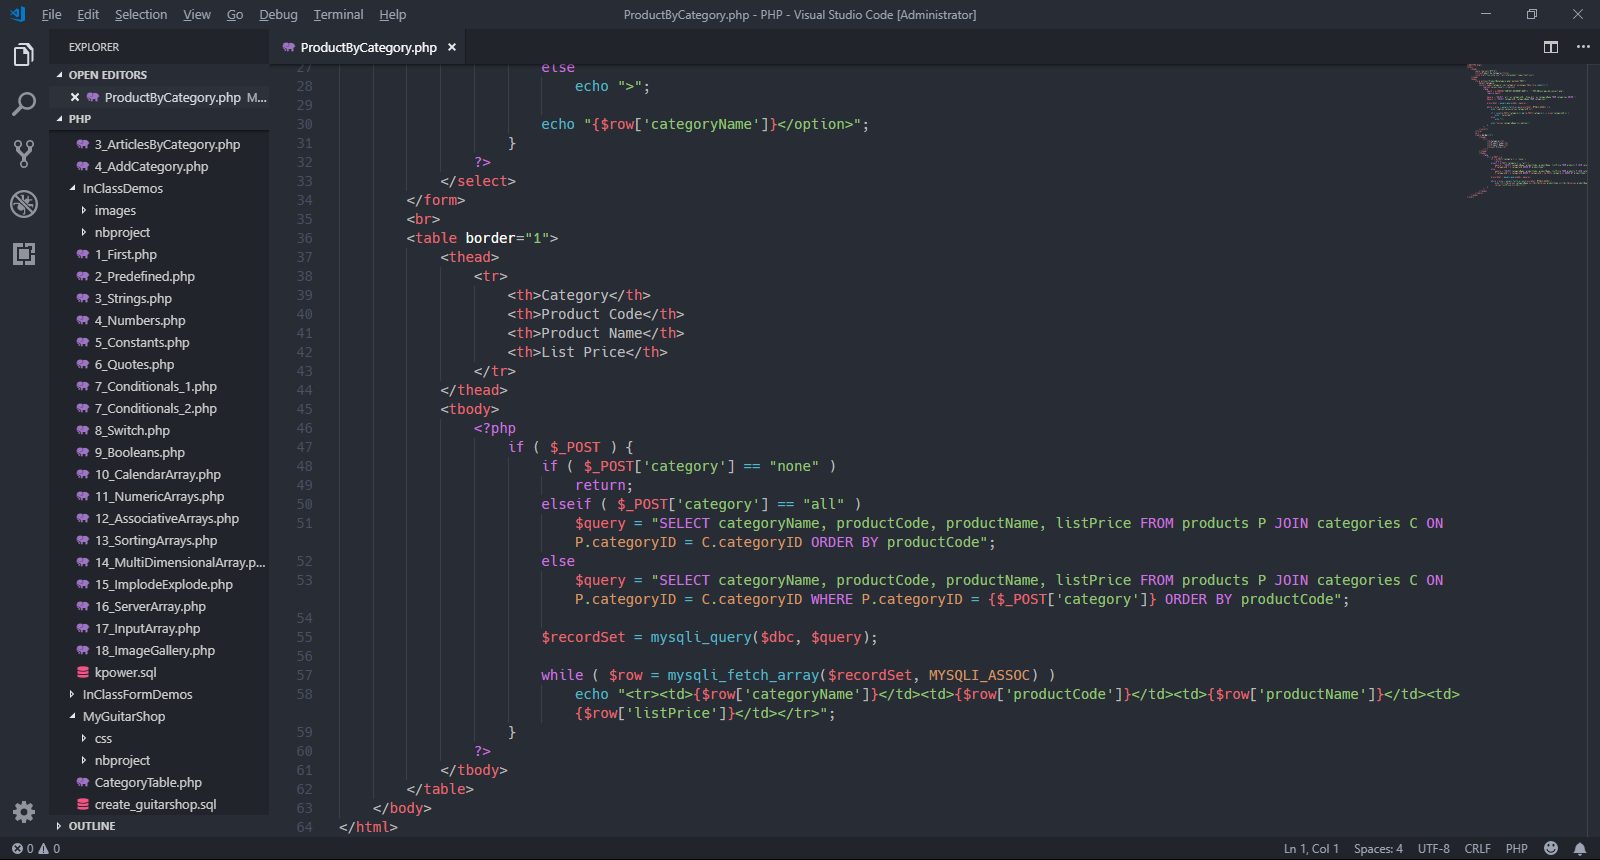 File Edit Selection View Go Debug Terminal Help
ProductByCategory.php - PHP - Visual Studio Code [Administrator]
EXPLORER
OPEN EDITORS
ProductByCategory.php M...
PHP
3_ArticlesByCategory.php
4_AddCategory.php
InClassDemos
images
nbproject
1_First.php
2_Predefined.php
3_Strings.php
4_Numbers.php
5_Constants.php
6_Quotes.php
7_Conditionals_1.php
7_Conditionals_2.php
8_Switch.php
9_Booleans.php
10_CalendarArray.php
11_NumericArrays.php
12_AssociativeArrays.php
13_SortingArrays.php
14_MultiDimensionalArray.p...
15_ImplodeExplode.php
16_ServerArray.php
17_InputArray.php
18_ImageGallery.php
kpower.sql
InClassFormDemos
MyGuitarShop
css
nbproject
CategoryTable.php
create_guitarshop.sql
OUTLINE
ProductByCategory.php
27 else
28 echo ">";
29
30 echo "{$row['categoryName']}</option>";
31 }
32 ?>
33 </select>
34 </form>
35 <br>
36 <table border="1">
37 <thead>
38 <tr>
39 <th>Category</th>
40 <th>Product Code</th>
41 <th>Product Name</th>
42 <th>List Price</th>
43 </tr>
44 </thead>
45 <tbody>
46 <?php
47 if ( $_POST ) {
48 if ( $_POST['category'] == "none" )
49 return;
50 elseif ( $_POST['category'] == "all" )
51 $query = "SELECT categoryName, productCode, productName, listPrice FROM products P JOIN categories C ON
P.categoryID = C.categoryID ORDER BY productCode";
52 else
53 $query = "SELECT categoryName, productCode, productName, listPrice FROM products P JOIN categories C ON
P.categoryID = C.categoryID WHERE P.categoryID = {$_POST['category']} ORDER BY productCode";
54
55 $recordSet = mysqli_query($dbc, $query);
56
57 while ( $row = mysqli_fetch_array($recordSet, MYSQLI_ASSOC) )
58 echo "<tr><td>{$row['categoryName']}</td><td>{$row['productCode']}</td><td>{$row['productName']}</td><td>
{$row['listPrice']}</td></tr>";
59 }
60 ?>
61 </tbody>
62 </table>
63 </body>
64 </html>
0 0
Ln 1, Col 1 Spaces: 4 UTF-8 CRLF PHP